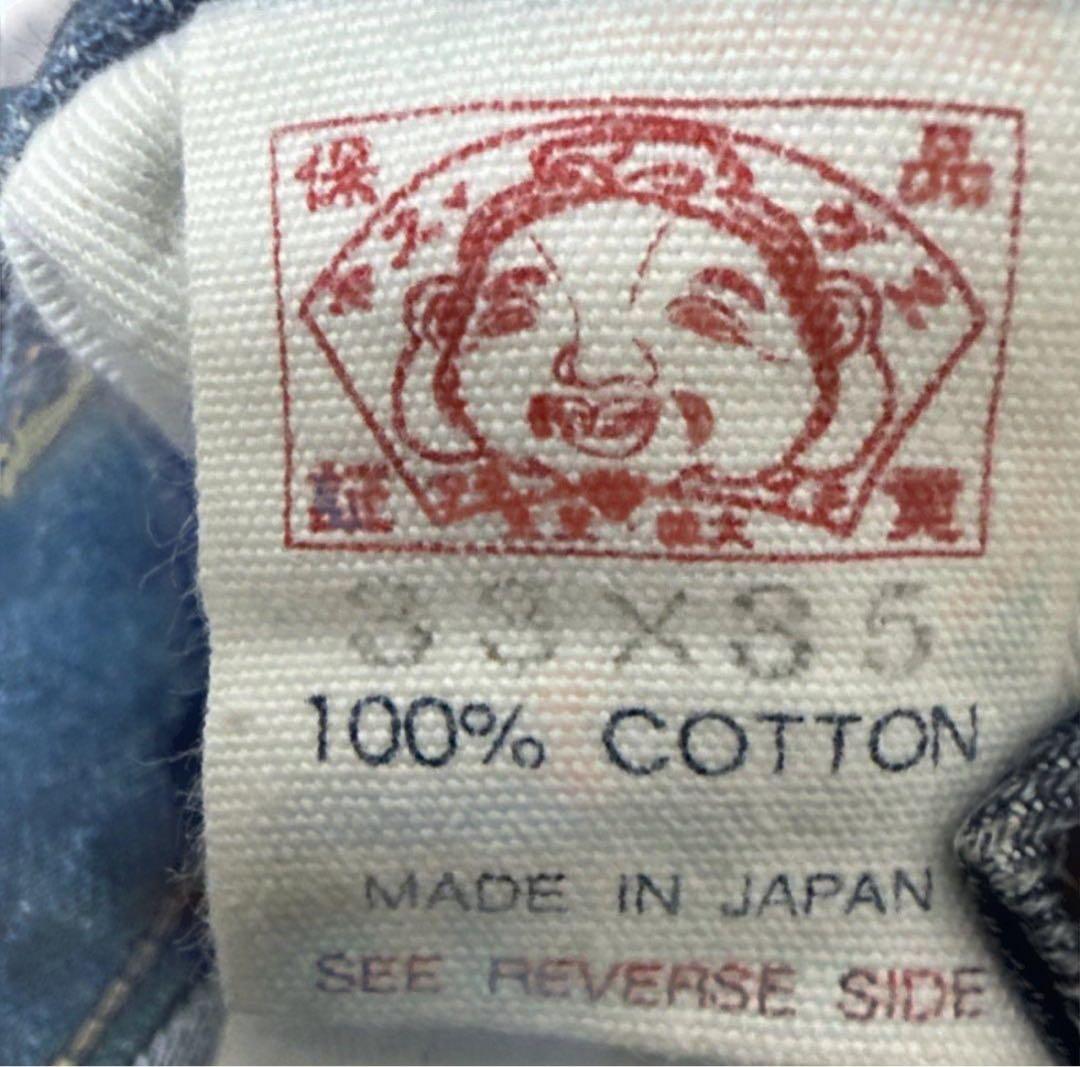 保 品
証 質
33X35
100% COTTON
MADE IN JAPAN
SEE REVERSE SIDE